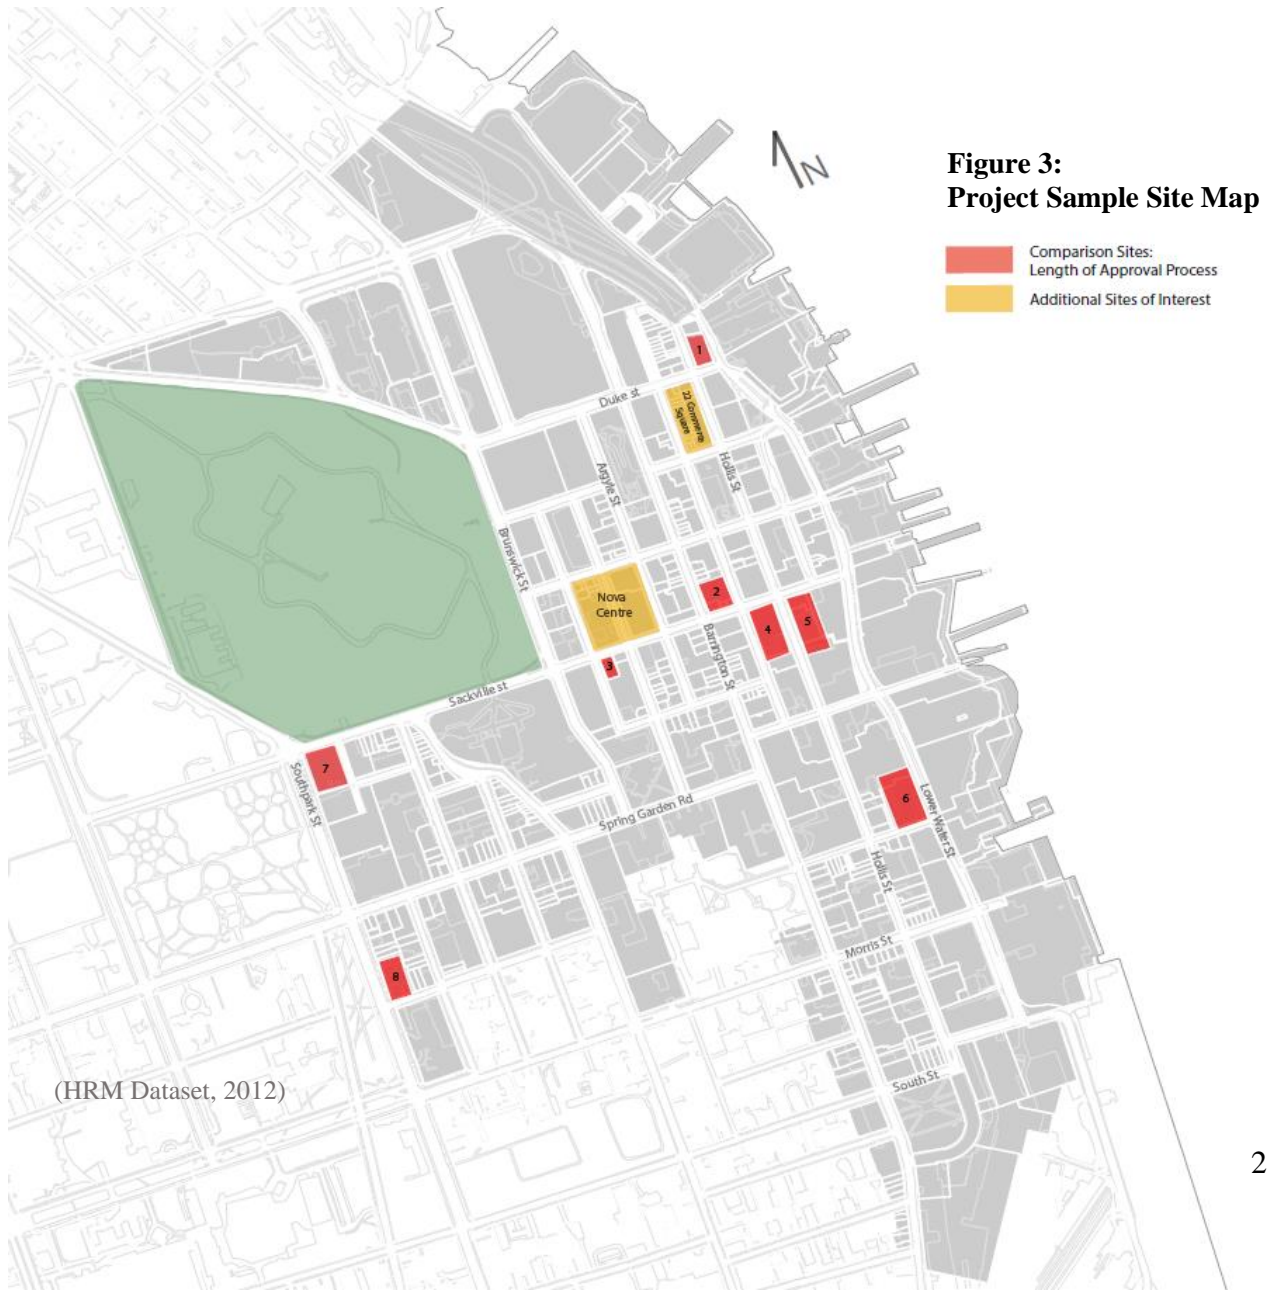 N
Figure 3:
Project Sample Site Map
Comparison Sites:
Length of Approval Process
Additional Sites of Interest
1
Duke st
22 Commerce
Square
Hollis St
Argyle St
Brunswick St
Nova
Centre
2
Barrington St
4
5
3
Sackville st
7
Southpark St
Spring Garden Rd
6
Lower Water St
Hollis St
Morris St
8
South St
(HRM Dataset, 2012)
2